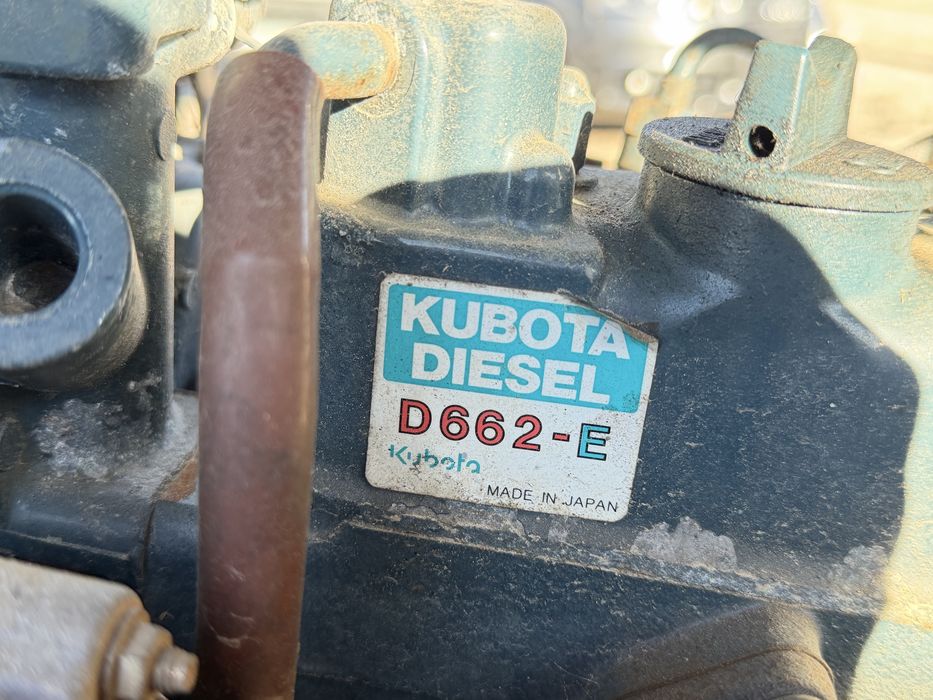 KUBOTA
DIESEL
D662-E
Kubota
MADE IN JAPAN